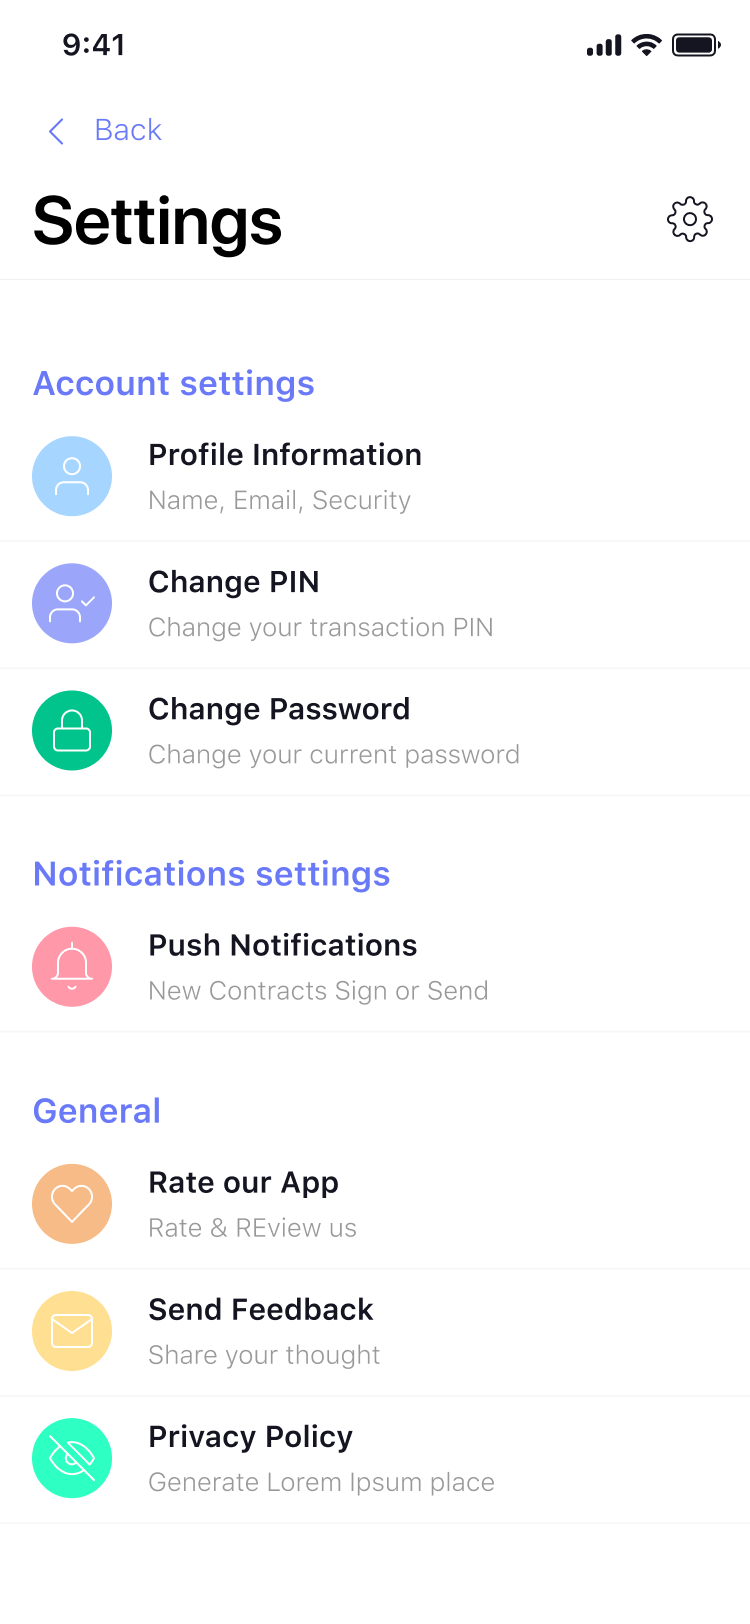 9:41
Back
Settings
Account settings
Profile Information
Name, Email, Security
Change PIN
Change your transaction PIN
Change Password
Change your current password
Notifications settings
Push Notifications
New Contracts Sign or Send
General
Rate our App
Rate & REview us
Send Feedback
Share your thought
Privacy Policy
Generate Lorem Ipsum place